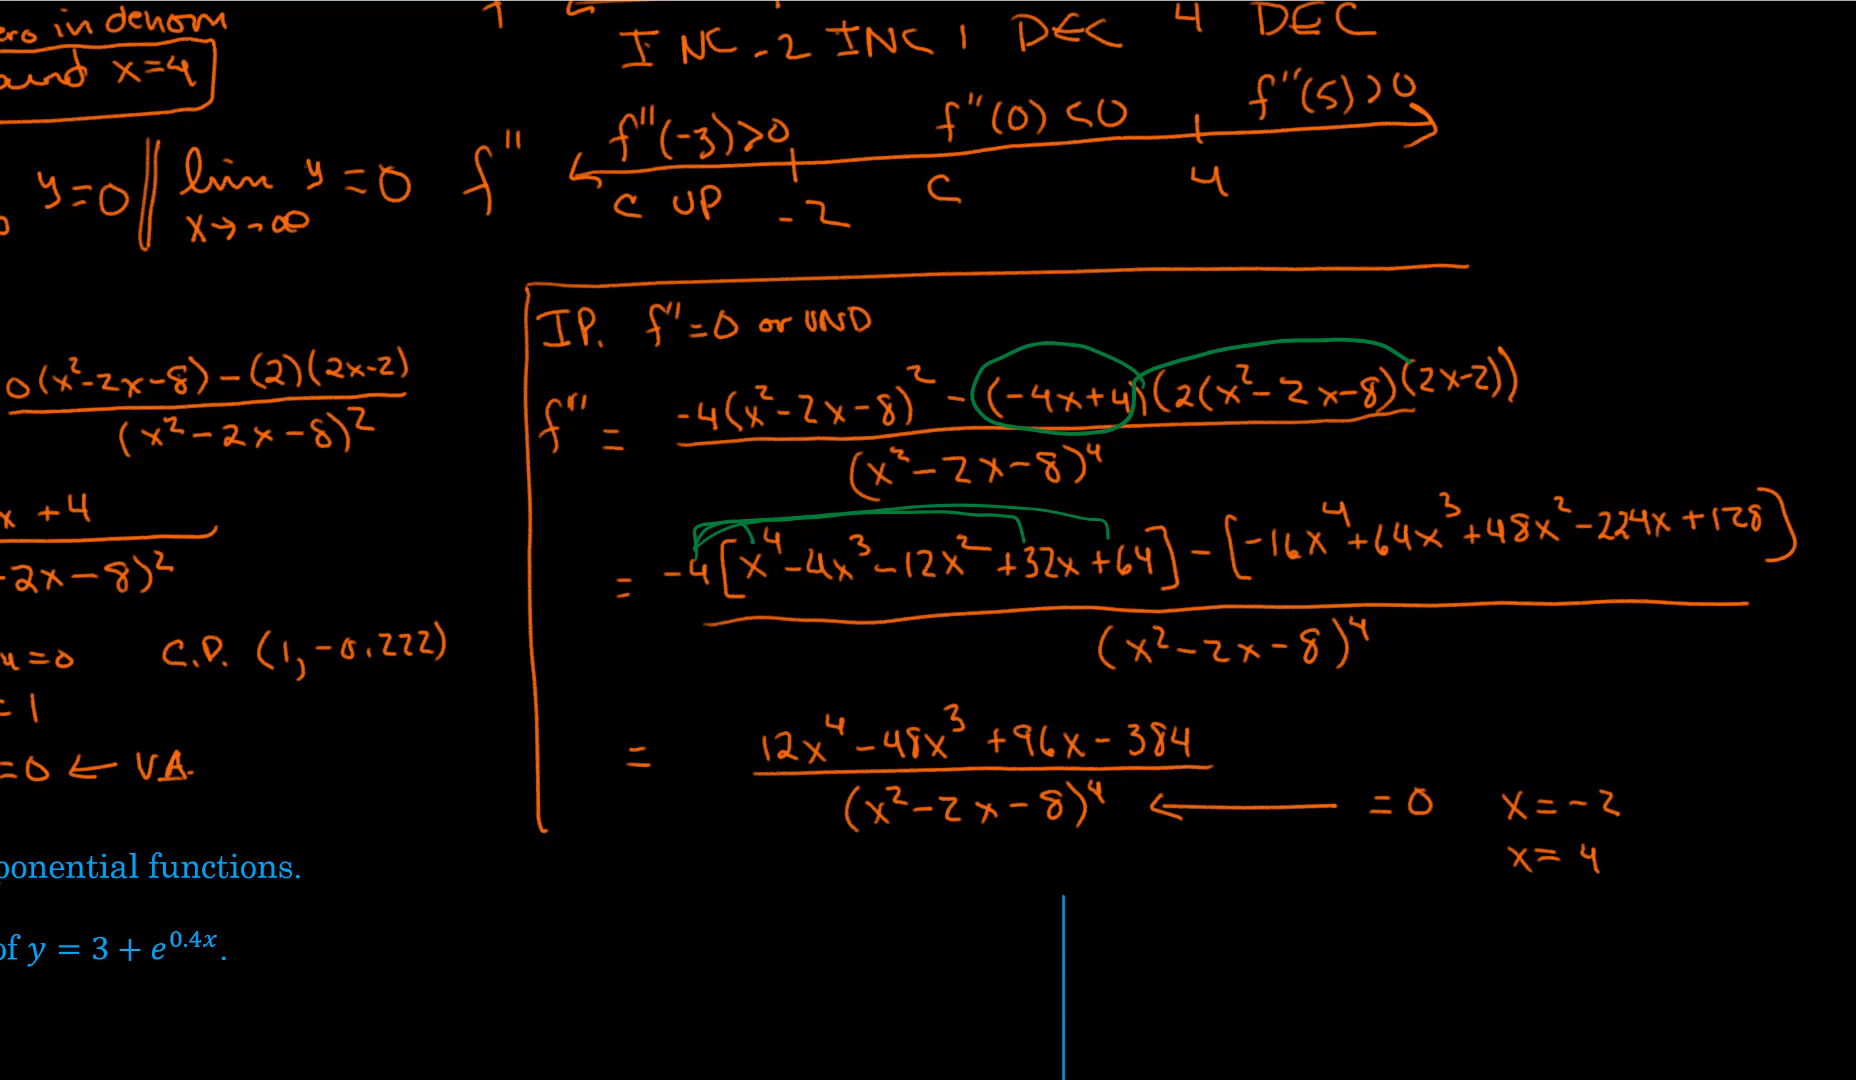 ero in denom
ound x=4
INC -2 INC 1 DEC 4 DEC
f''(-3)>0 f''(0)<0 f''(5)>0
y=0 || lim y=0 f''
x→-∞
C UP -2 C 4
I.P. f''=0 or UND
0(x²-2x-8)-(2)(2x-2)
(x²-2x-8)²
f'' = -4(x²-2x-8)² - (-4x+4)(2(x²-2x-8)(2x-2))
(x²-2x-8)⁴
x + 4
-2x-8)²
= -4[x⁴-4x³-12x²+32x+64] - [-16x⁴+64x³+48x²-224x+128]
(x²-2x-8)⁴
4=0 C.P. (1, -0.222)
= 1
=0 ← V.A.
= 12x⁴-48x³+96x-384
(x²-2x-8)⁴ ← =0 x=-2
x=4
ponential functions.
of y = 3 + e^{0.4x}.